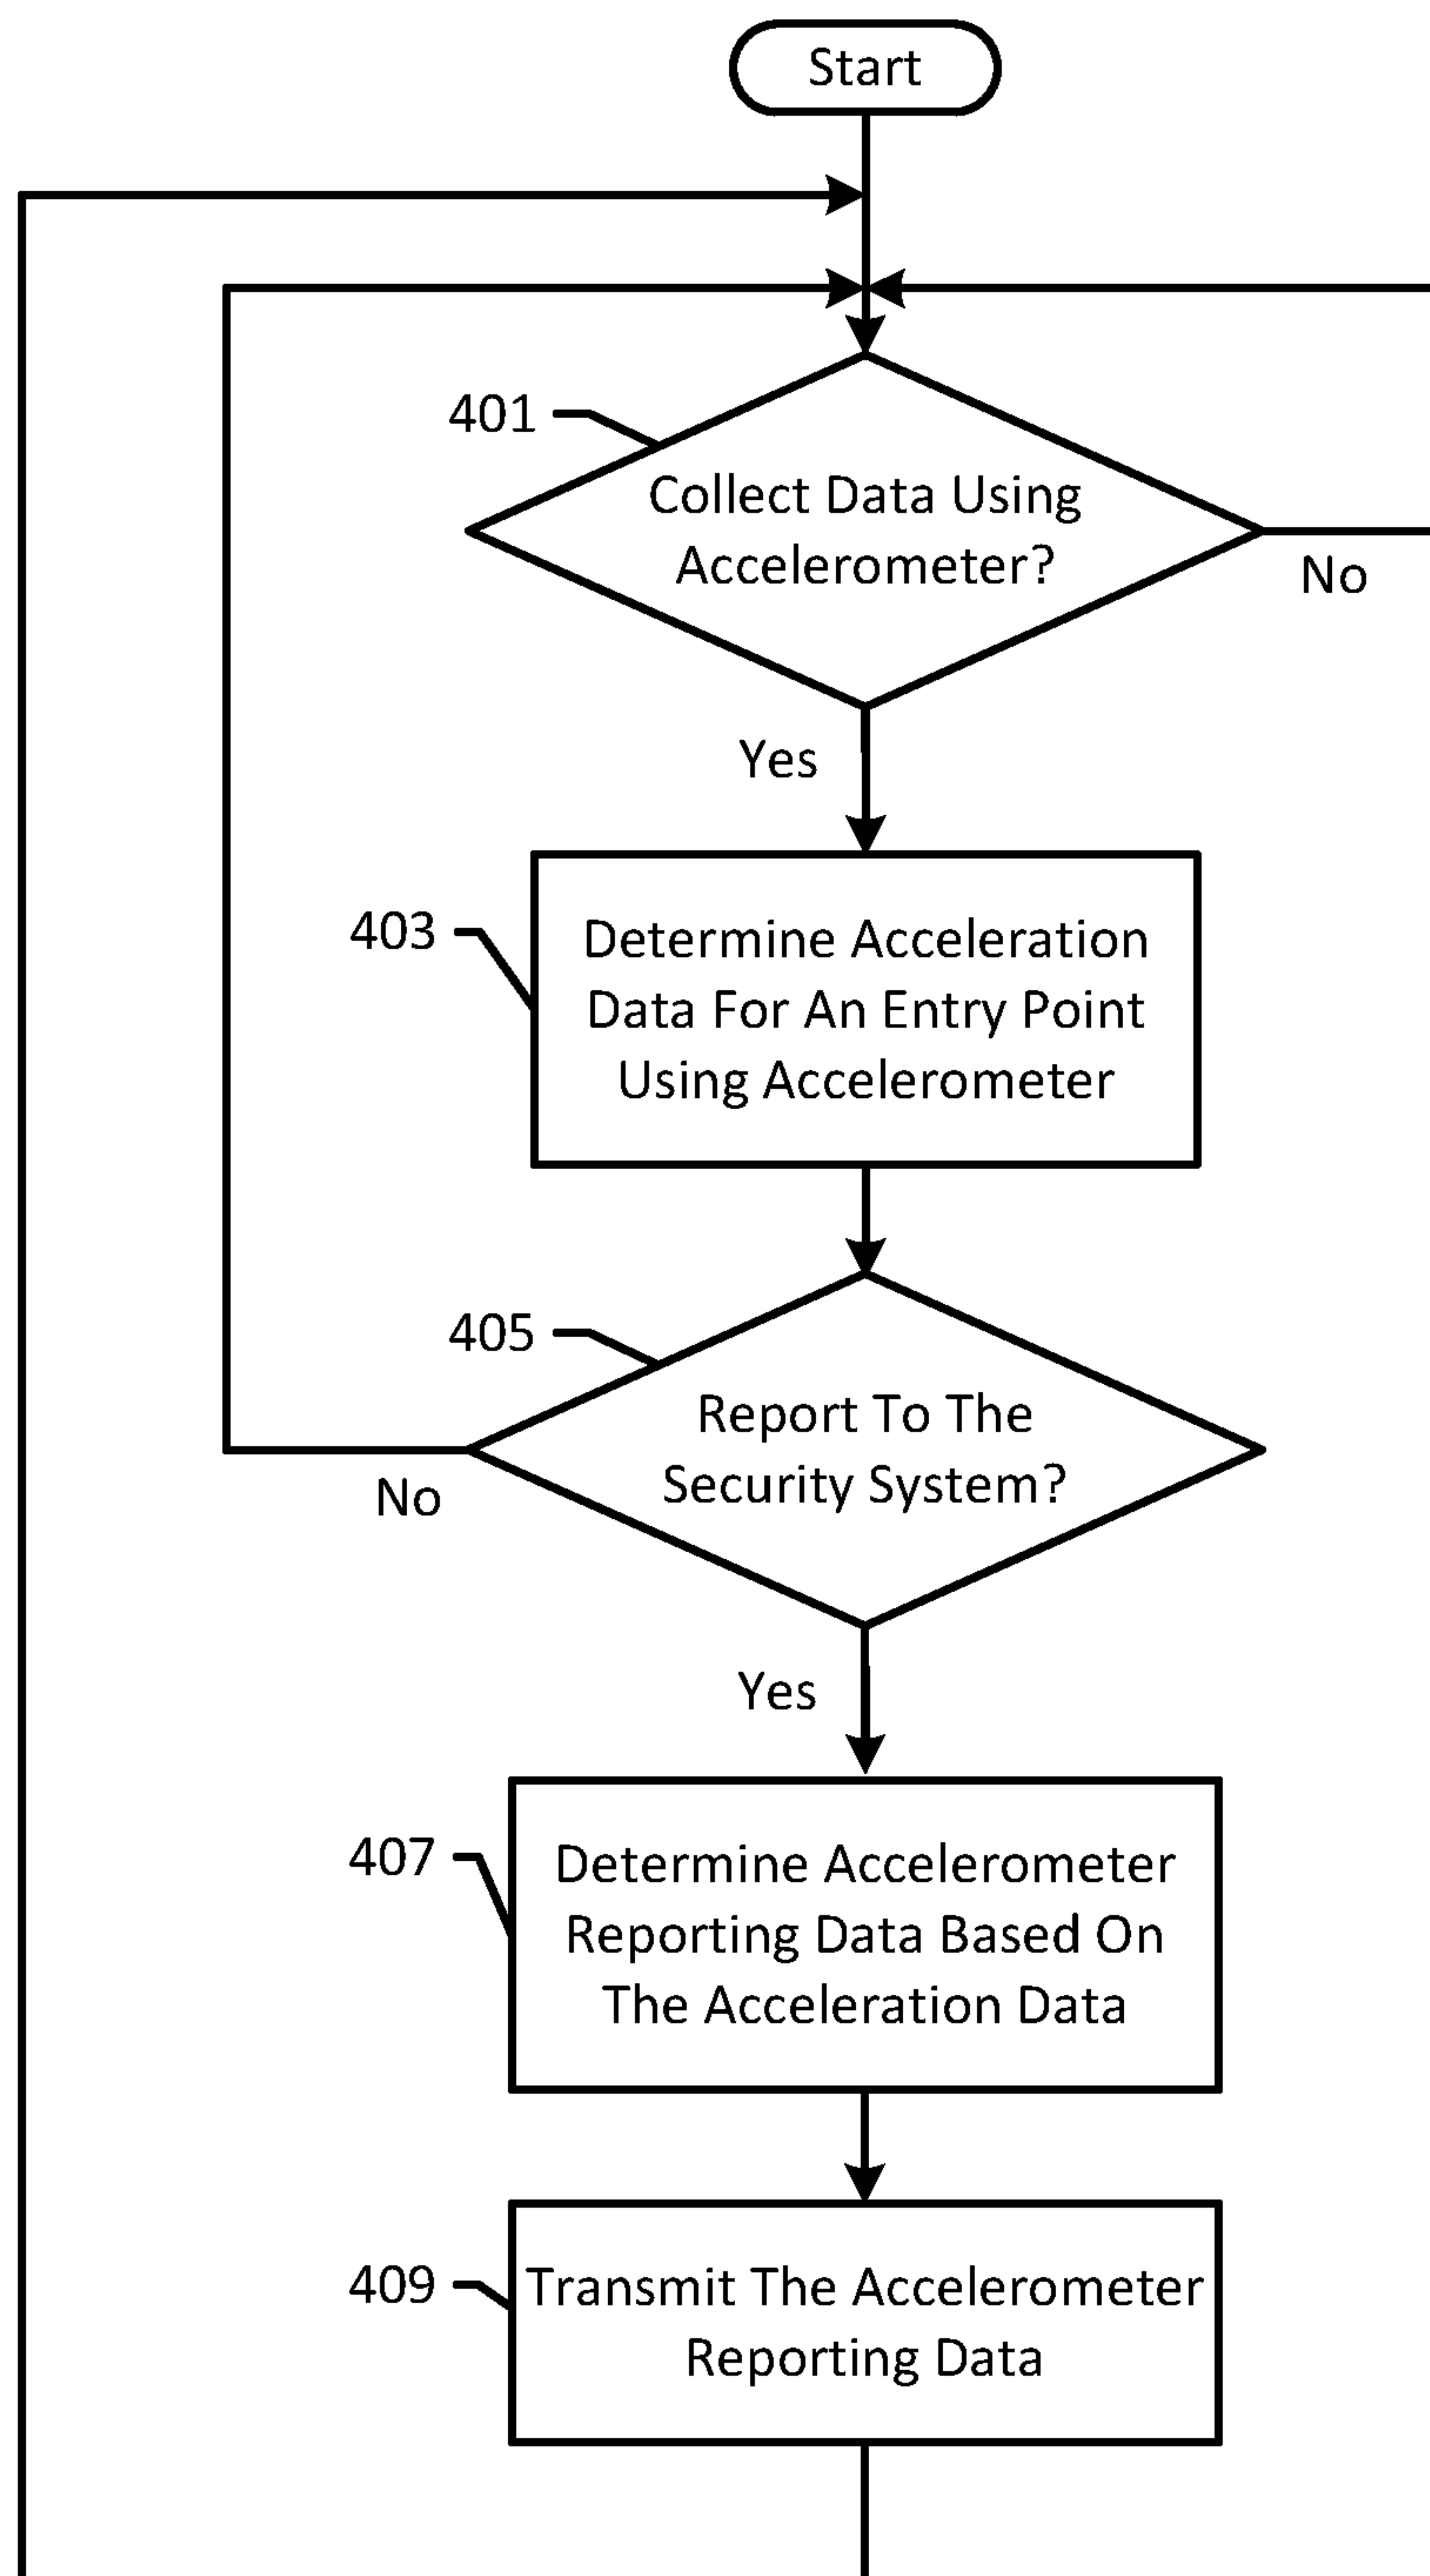 Start
401
Collect Data Using
Accelerometer?
No
Yes
403
Determine Acceleration
Data For An Entry Point
Using Accelerometer
405
Report To The
Security System?
No
Yes
407
Determine Accelerometer
Reporting Data Based On
The Acceleration Data
409
Transmit The Accelerometer
Reporting Data